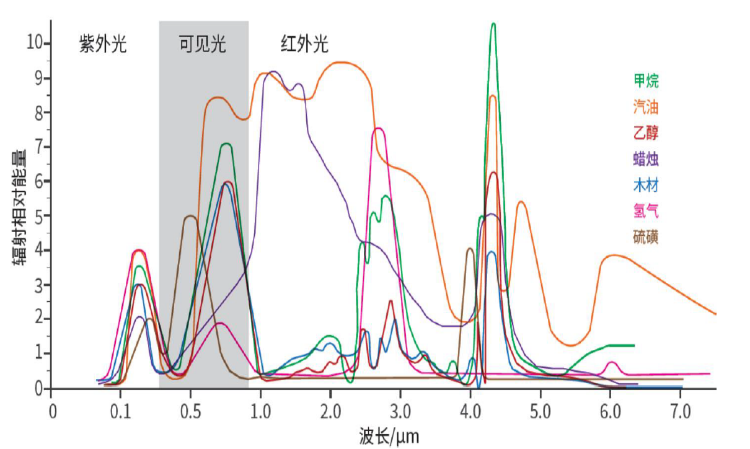 紫外光 可见光 红外光
10
9
8
7
6
5
4
3
2
1
0
辐射相对能量
甲烷
汽油
乙醇
蜡烛
木材
氢气
硫磺
0 0.1 0.5 1.0 2.0 3.0 4.0 5.0 6.0 7.0
波长/μm